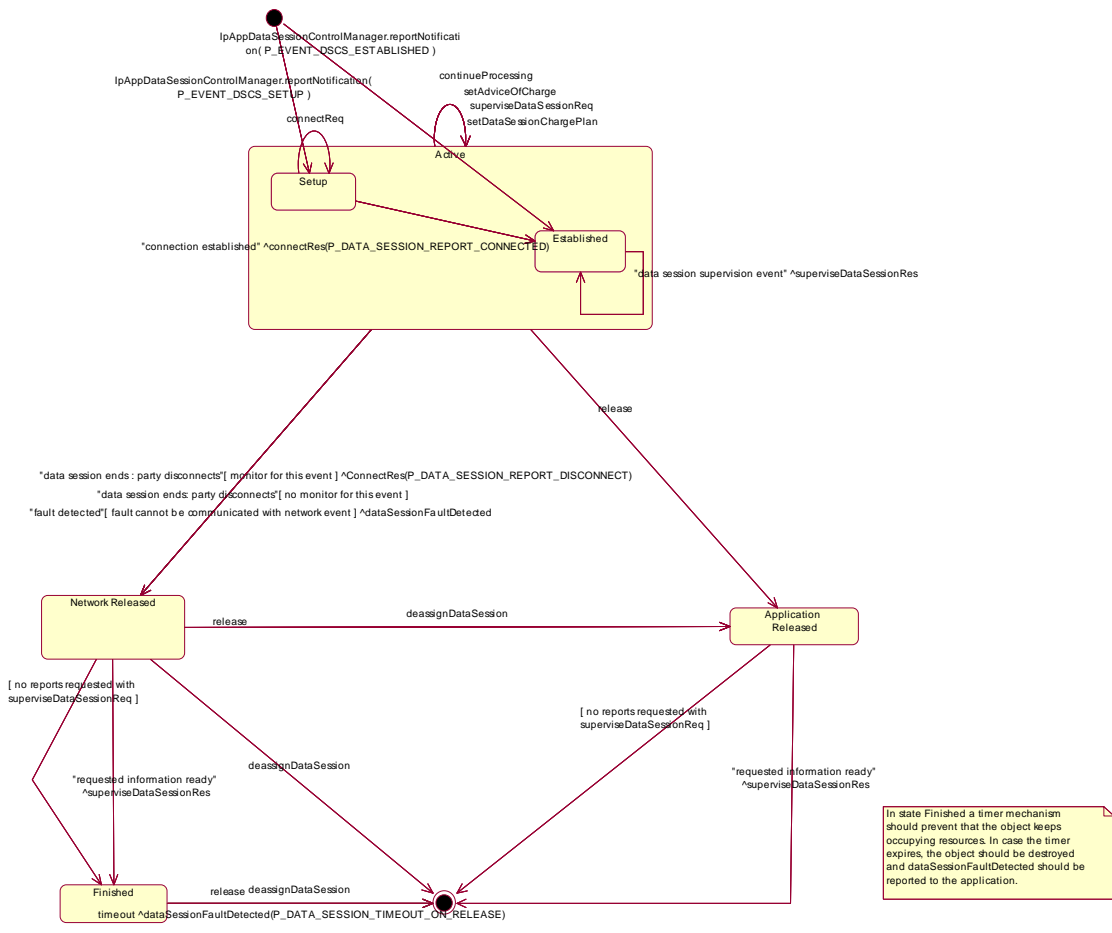 IpAppDataSessionControlManager.reportNotificati
on( P_EVENT_DSCS_ESTABLISHED )
IpAppDataSessionControlManager.reportNotification(
P_EVENT_DSCS_SETUP )
continueProcessing
setAdviceOfCharge
superviseDataSessionReq
setDataSessionChargePlan
connectReq
Active
Setup
Established
"connection established" ^connectRes(P_DATA_SESSION_REPORT_CONNECTED)
"data session supervision event" ^superviseDataSessionRes
release
"data session ends : party disconnects"[ monitor for this event ] ^ConnectRes(P_DATA_SESSION_REPORT_DISCONNECT)
"data session ends: party disconnects"[ no monitor for this event ]
"fault detected"[ fault cannot be communicated with network event ] ^dataSessionFaultDetected
Network Released
release
deassignDataSession
Application
Released
[ no reports requested with
superviseDataSessionReq ]
[ no reports requested with
superviseDataSessionReq ]
deassignDataSession
"requested information ready"
^superviseDataSessionRes
"requested information ready"
^superviseDataSessionRes
In state Finished a timer mechanism
should prevent that the object keeps
occupying resources. In case the timer
expires, the object should be destroyed
and dataSessionFaultDetected should be
reported to the application.
Finished
release
deassignDataSession
timeout ^dataSessionFaultDetected(P_DATA_SESSION_TIMEOUT_ON_RELEASE)